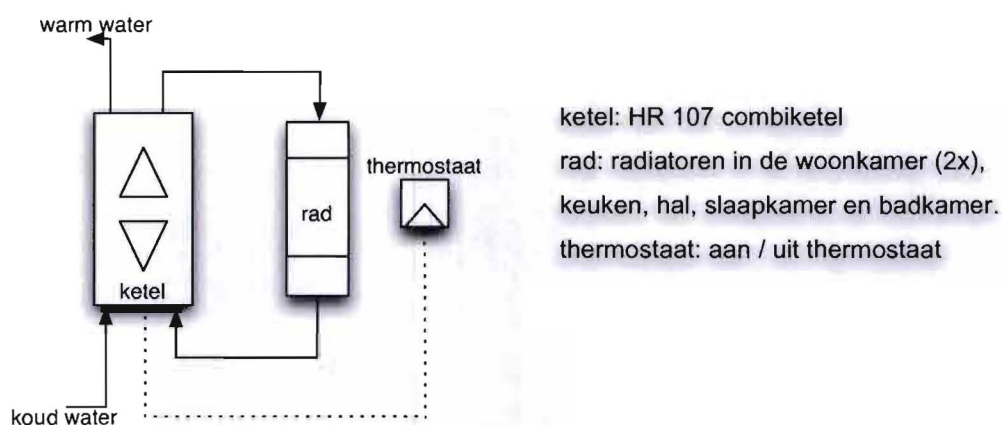 warm water
ketel
rad
thermostaat
koud water
ketel: HR 107 combiketel
rad: radiatoren in de woonkamer (2x),
keuken, hal, slaapkamer en badkamer.
thermostaat: aan / uit thermostaat